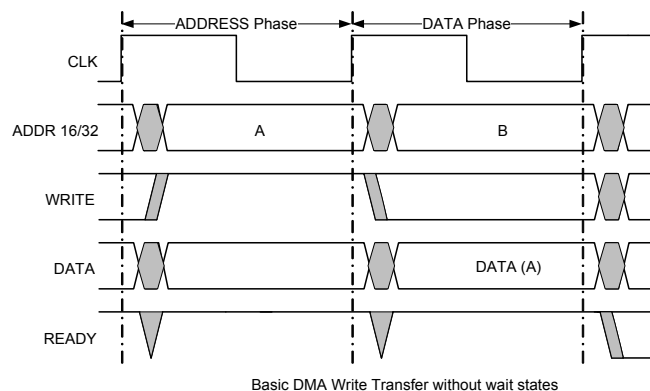 ADDRESS Phase DATA Phase
CLK
ADDR 16/32 A B
WRITE
DATA DATA (A)
READY
Basic DMA Write Transfer without wait states